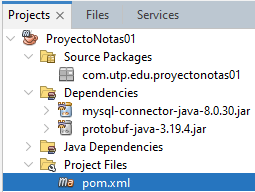 Projects Files Services
ProyectoNotas01
Source Packages
com.utp.edu.proyectonotas01
Dependencies
mysql-connector-java-8.0.30.jar
protobuf-java-3.19.4.jar
Java Dependencies
Project Files
pom.xml